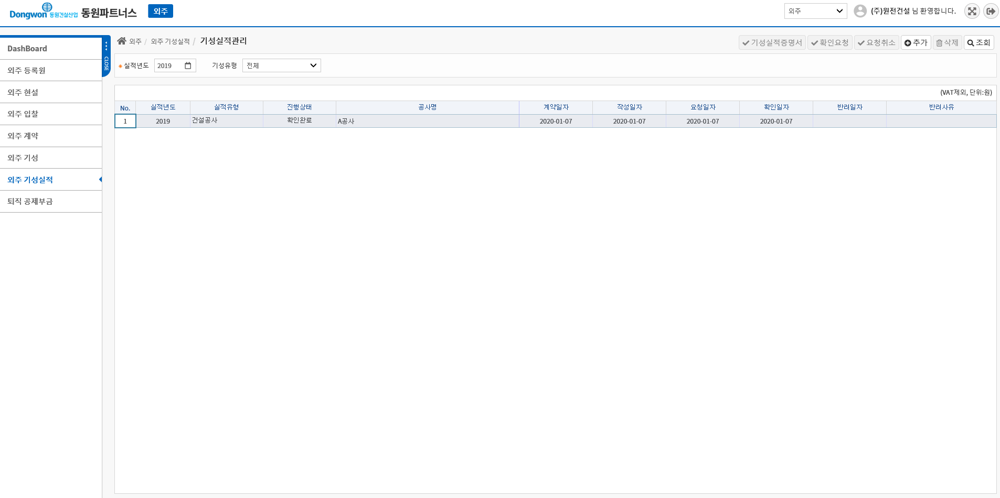 Dongwon 동원건설산업 동원파트너스 외주
외주 (주)원전건설 님 환영합니다.
DashBoard
외주 등록원
외주 현설
외주 입찰
외주 계약
외주 기성
외주 기성실적
퇴직 공제부금
CLOSE
외주 / 외주 기성실적 / 기성실적관리
기성실적증명서 확인요청 요청취소 추가 삭제 조회
* 실적년도 2019 기성유형 전체
(VAT제외, 단위:원)
No. 실적년도 실적유형 진행상태 공사명 계약일자 작성일자 요청일자 확인일자 반려일자 반려사유
1 2019 건설공사 확인완료 A공사 2020-01-07 2020-01-07 2020-01-07 2020-01-07